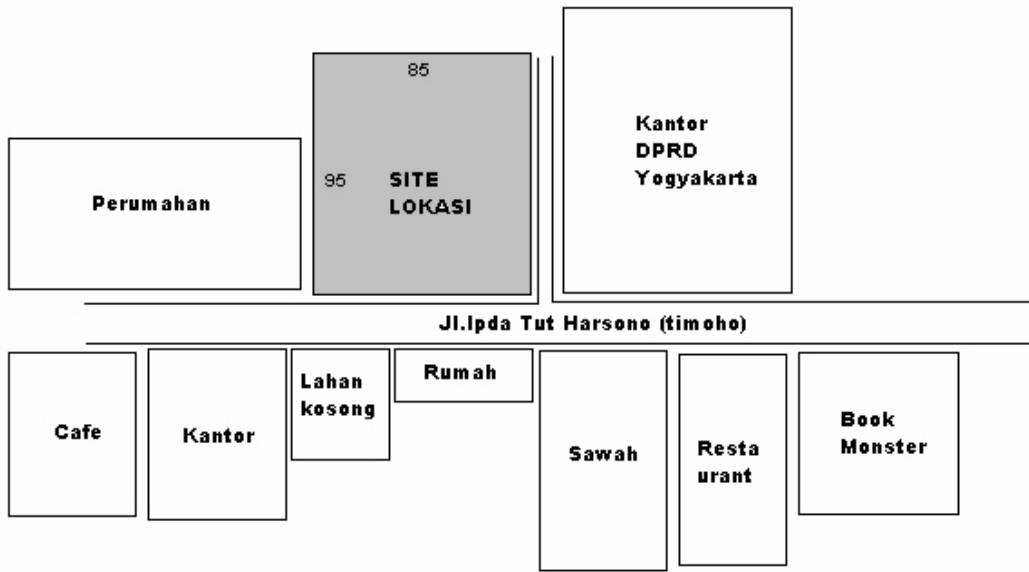 85
Kantor
DPRD
Yogyakarta
95
SITE
LOKASI
Perumahan
Jl.Ipda Tut Harsono (timoho)
Cafe
Kantor
Lahan
kosong
Rumah
Sawah
Resta
urant
Book
Monster